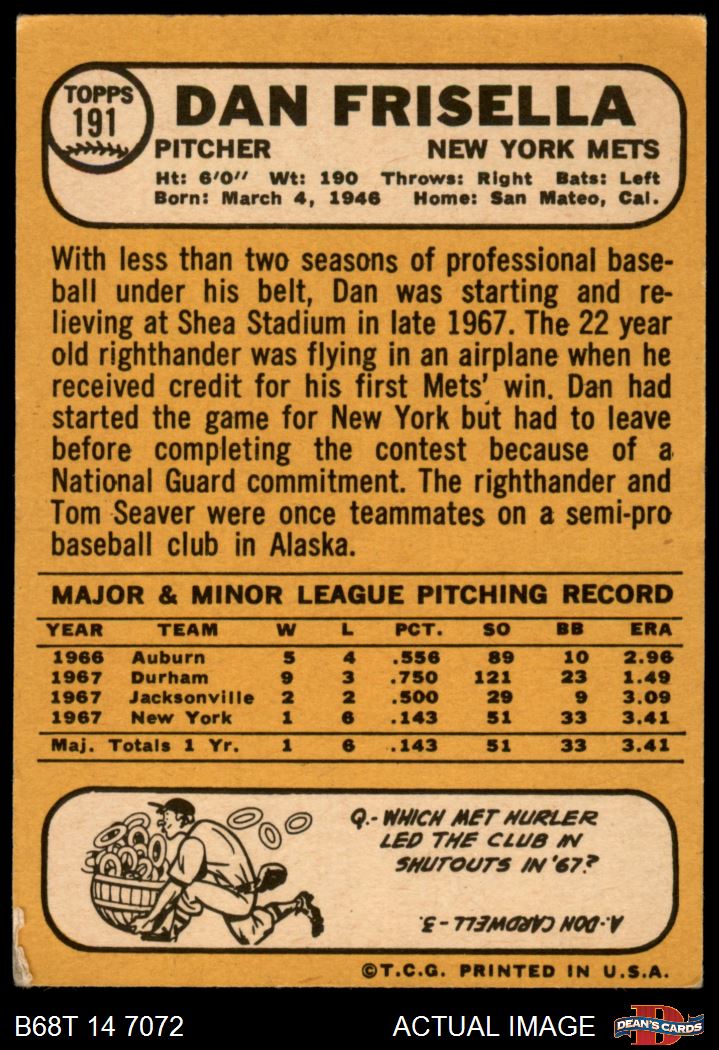 TOPPS
191
DAN FRISELLA
PITCHER NEW YORK METS
Ht: 6'0" Wt: 190 Throws: Right Bats: Left
Born: March 4, 1946 Home: San Mateo, Cal.
With less than two seasons of professional base-
ball under his belt, Dan was starting and re-
lieving at Shea Stadium in late 1967. The 22 year
old righthander was flying in an airplane when he
received credit for his first Mets' win. Dan had
started the game for New York but had to leave
before completing the contest because of a
National Guard commitment. The righthander and
Tom Seaver were once teammates on a semi-pro
baseball club in Alaska.
MAJOR & MINOR LEAGUE PITCHING RECORD
YEAR TEAM W L PCT. SO BB ERA
1966 Auburn 5 4 .556 89 10 2.96
1967 Durham 9 3 .750 121 23 1.49
1967 Jacksonville 2 2 .500 29 9 3.09
1967 New York 1 6 .143 51 33 3.41
Maj. Totals 1 Yr. 1 6 .143 51 33 3.41
Q.- WHICH MET HURLER
LED THE CLUB IN
SHUTOUTS IN '67?
A- DON CARDWELL - 3.
©T.C.G. PRINTED IN U.S.A.
B68T 14 7072 ACTUAL IMAGE
D
DEAN'S CARDS